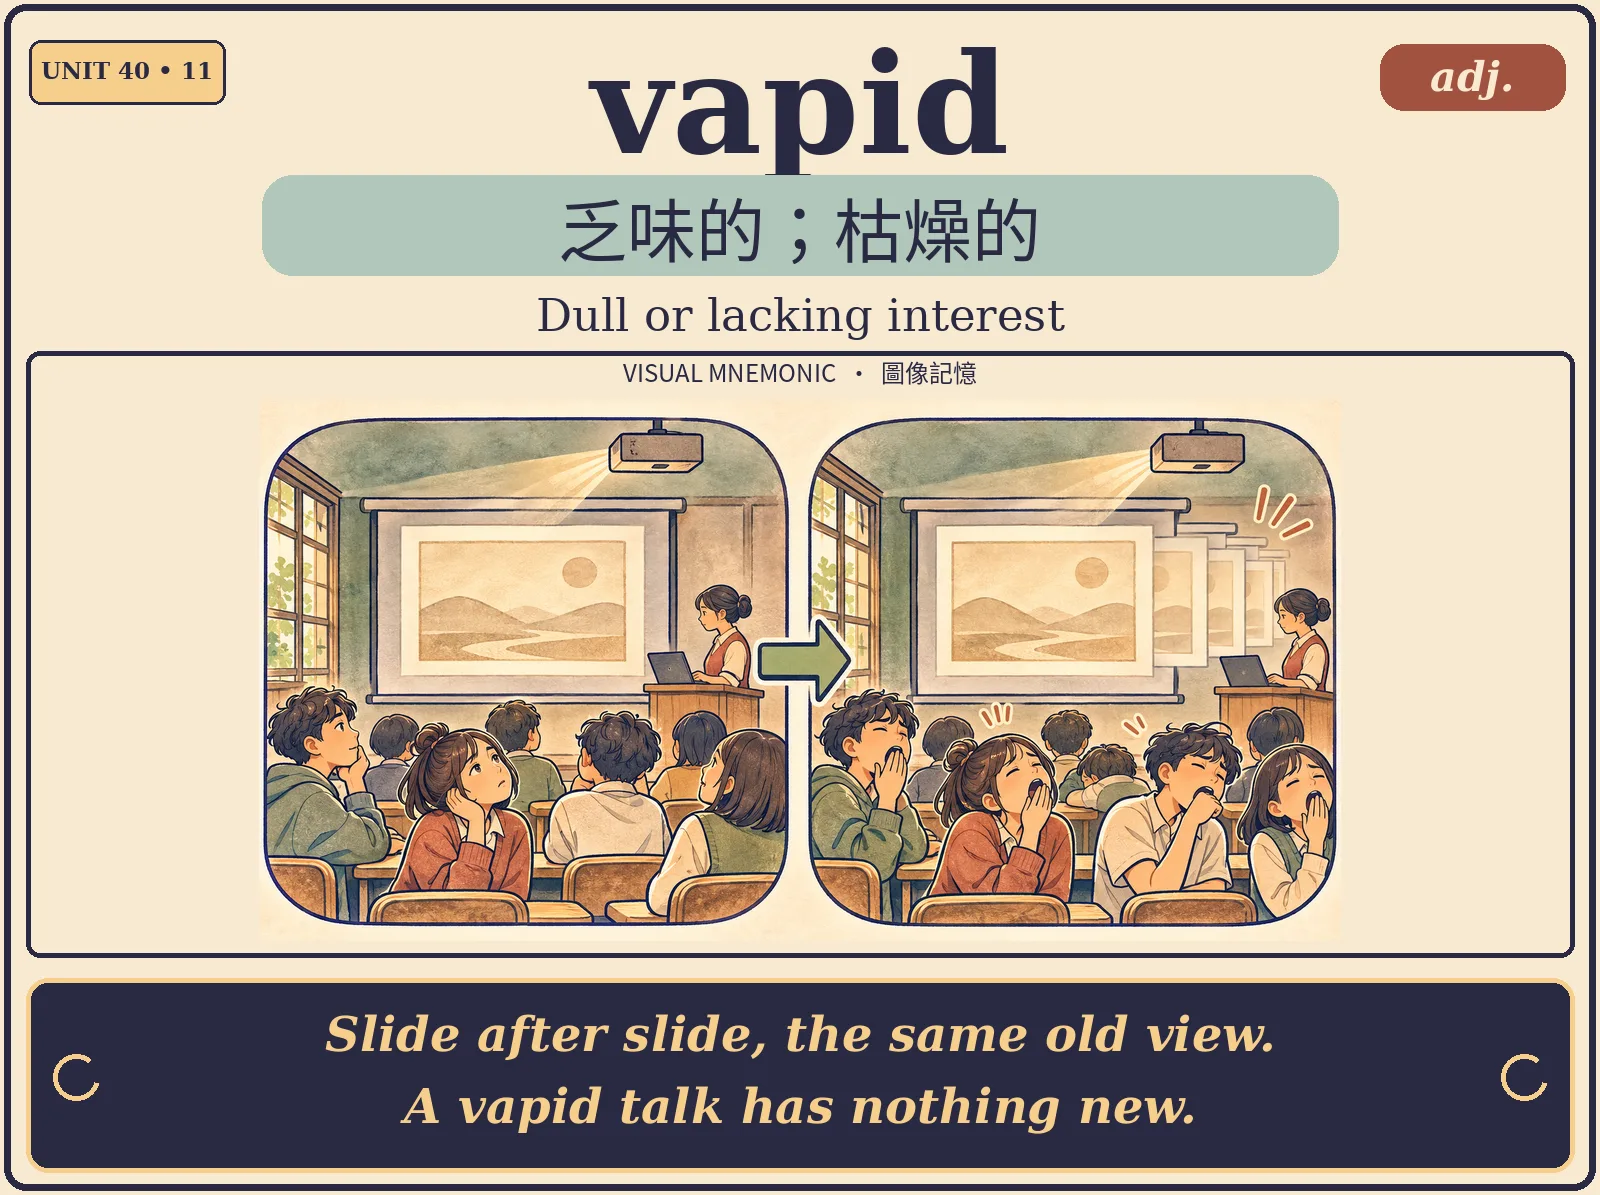 UNIT 40 • 11
vapid
adj.
乏味的；枯燥的
Dull or lacking interest
VISUAL MNEMONIC • 圖像記憶
Slide after slide, the same old view.
A vapid talk has nothing new.